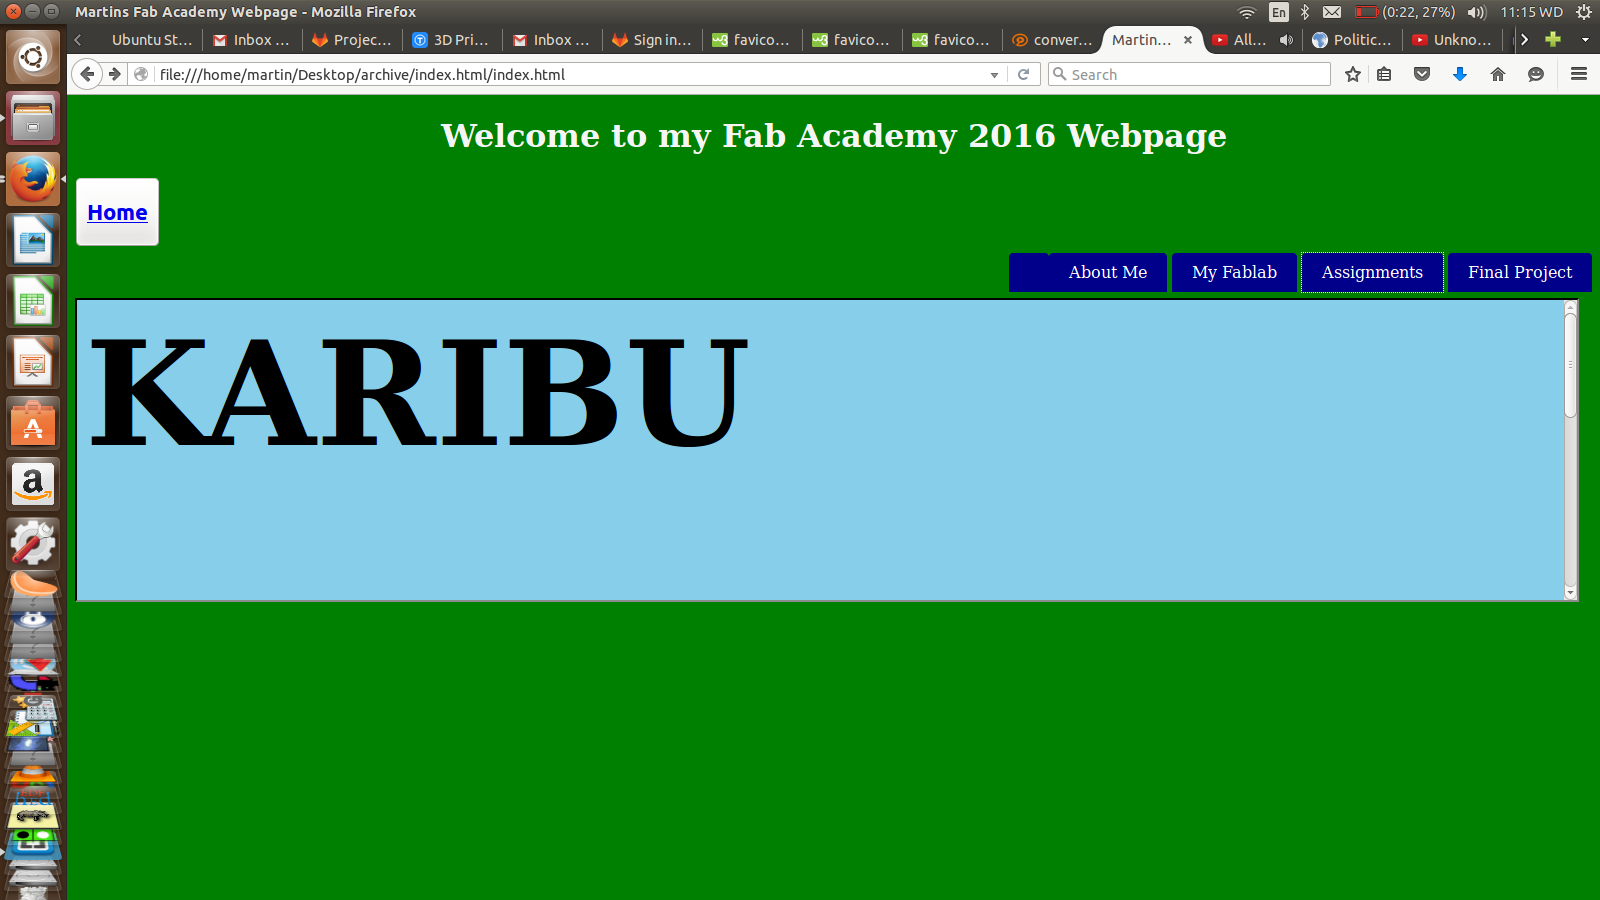 Martins Fab Academy Webpage - Mozilla Firefox
En
(0:22, 27%)
11:15 WD
Ubuntu St...
Inbox ...
Projec...
3D Pri...
Inbox ...
Sign in...
favico...
favico...
favico...
conver...
Martin...
All...
Politic...
Unkno...
file:///home/martin/Desktop/archive/index.html/index.html
Search
Welcome to my Fab Academy 2016 Webpage
Home
About Me
My Fablab
Assignments
Final Project
KARIBU